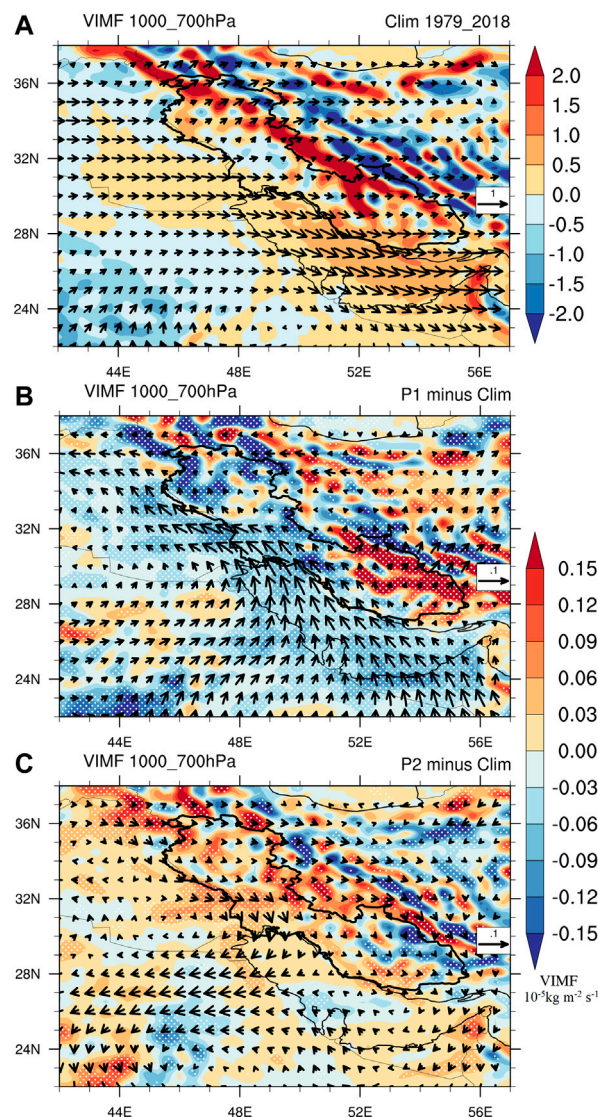 A
VIMF 1000_700hPa Clim 1979_2018
36N
32N
28N
24N
44E 48E 52E 56E
1
2.0
1.5
1.0
0.5
0.0
-0.5
-1.0
-1.5
-2.0
B
VIMF 1000_700hPa P1 minus Clim
36N
32N
28N
24N
44E 48E 52E 56E
.1
C
VIMF 1000_700hPa P2 minus Clim
36N
32N
28N
24N
44E 48E 52E 56E
.1
0.15
0.12
0.09
0.06
0.03
0.00
-0.03
-0.06
-0.09
-0.12
-0.15
VIMF
10⁻⁵kg m⁻² s⁻¹